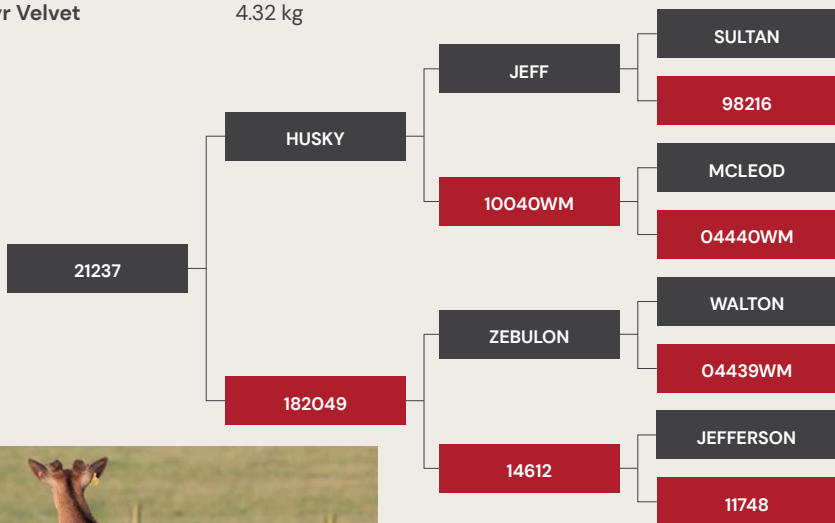 Velvet
4.32 kg
SULTAN
JEFF
98216
HUSKY
MCLEOD
10040WM
04440WM
21237
WALTON
ZEBULON
04439WM
182049
JEFFERSON
14612
11748